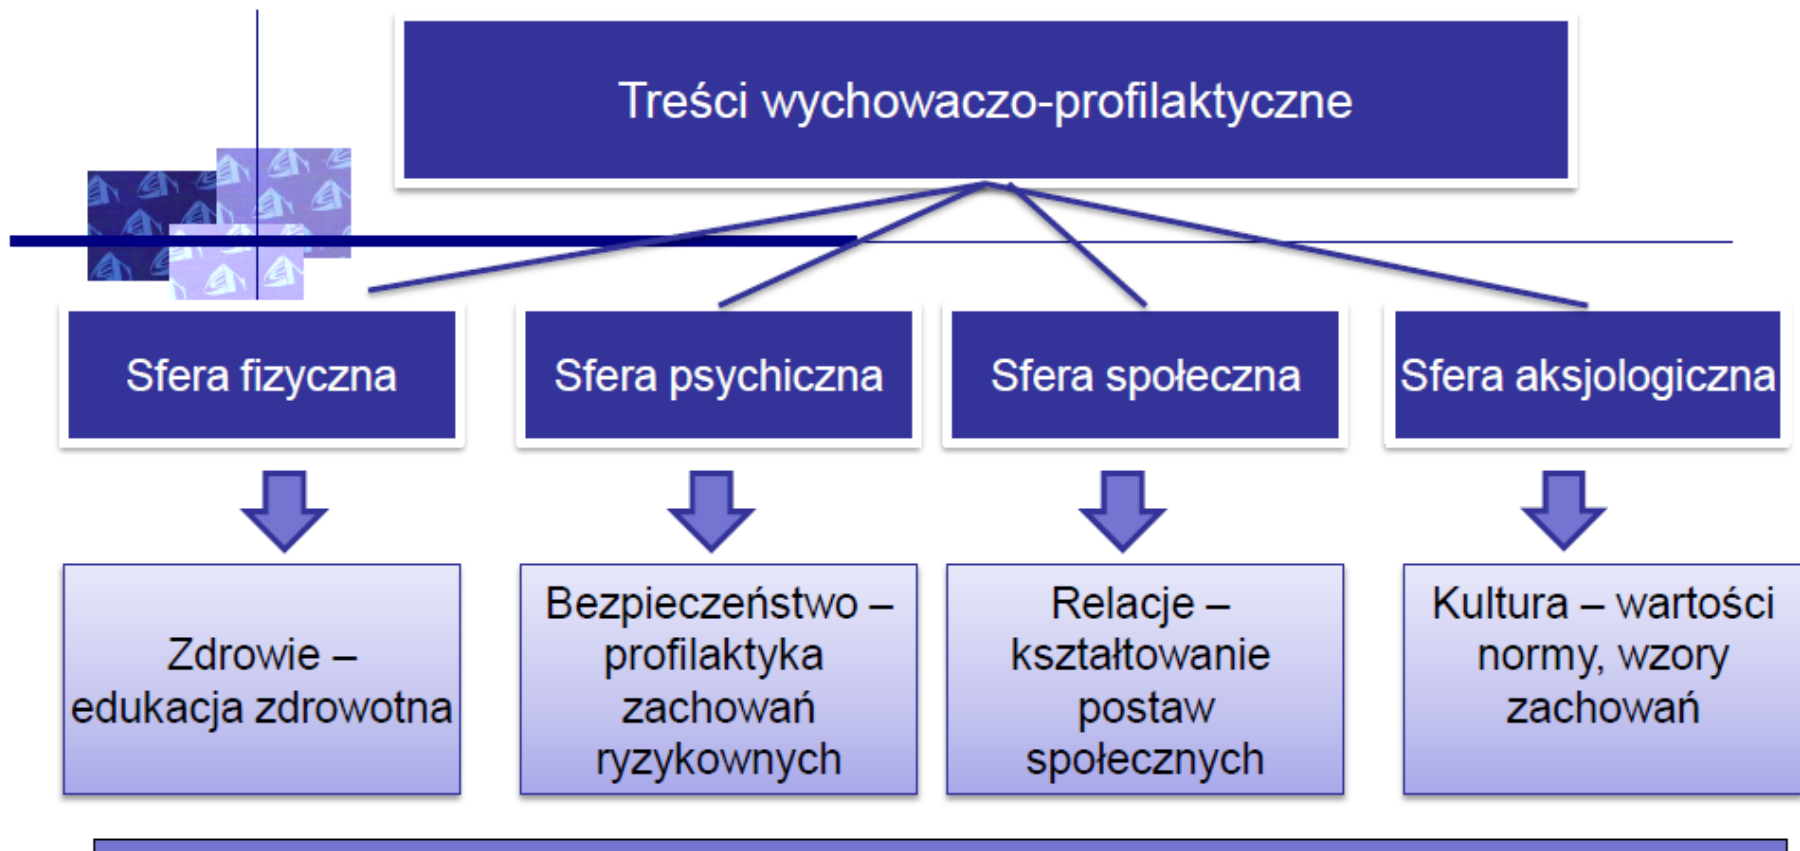 Treści wychowaczo-profilaktyczne
Sfera fizyczna
Sfera psychiczna
Sfera społeczna
Sfera aksjologiczna
Zdrowie –
edukacja zdrowotna
Bezpieczeństwo –
profilaktyka
zachowań
ryzykownych
Relacje –
kształtowanie
postaw
społecznych
Kultura – wartości
normy, wzory
zachowań